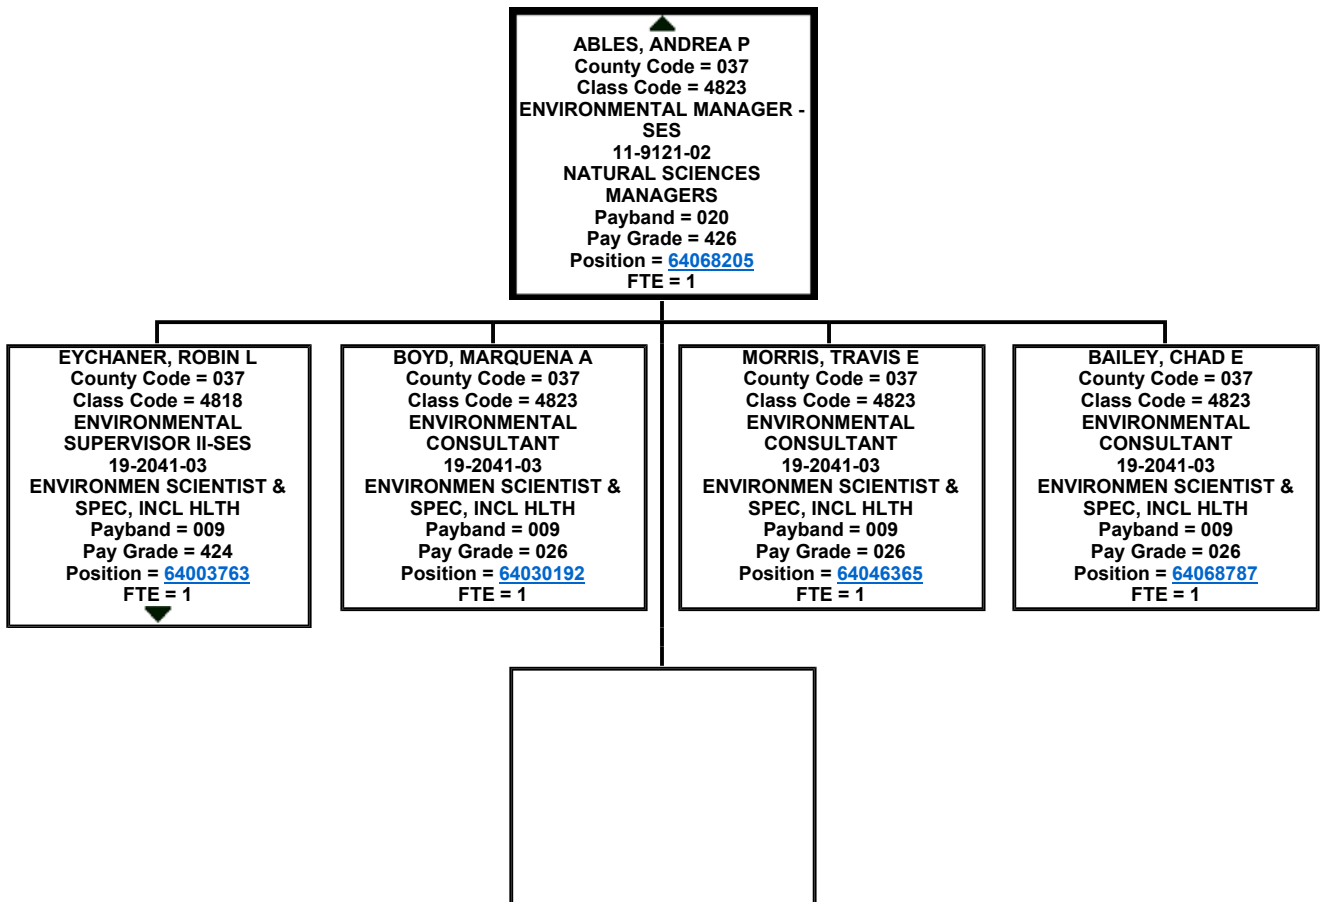 ABLES, ANDREA P
County Code = 037
Class Code = 4823
ENVIRONMENTAL MANAGER -
SES
11-9121-02
NATURAL SCIENCES
MANAGERS
Payband = 020
Pay Grade = 426
Position = 64068205
FTE = 1
EYCHANER, ROBIN L
County Code = 037
Class Code = 4818
ENVIRONMENTAL
SUPERVISOR II-SES
19-2041-03
ENVIRONMEN SCIENTIST &
SPEC, INCL HLTH
Payband = 009
Pay Grade = 424
Position = 64003763
FTE = 1
BOYD, MARQUENA A
County Code = 037
Class Code = 4823
ENVIRONMENTAL
CONSULTANT
19-2041-03
ENVIRONMEN SCIENTIST &
SPEC, INCL HLTH
Payband = 009
Pay Grade = 026
Position = 64030192
FTE = 1
MORRIS, TRAVIS E
County Code = 037
Class Code = 4823
ENVIRONMENTAL
CONSULTANT
19-2041-03
ENVIRONMEN SCIENTIST &
SPEC, INCL HLTH
Payband = 009
Pay Grade = 026
Position = 64046365
FTE = 1
BAILEY, CHAD E
County Code = 037
Class Code = 4823
ENVIRONMENTAL
CONSULTANT
19-2041-03
ENVIRONMEN SCIENTIST &
SPEC, INCL HLTH
Payband = 009
Pay Grade = 026
Position = 64068787
FTE = 1